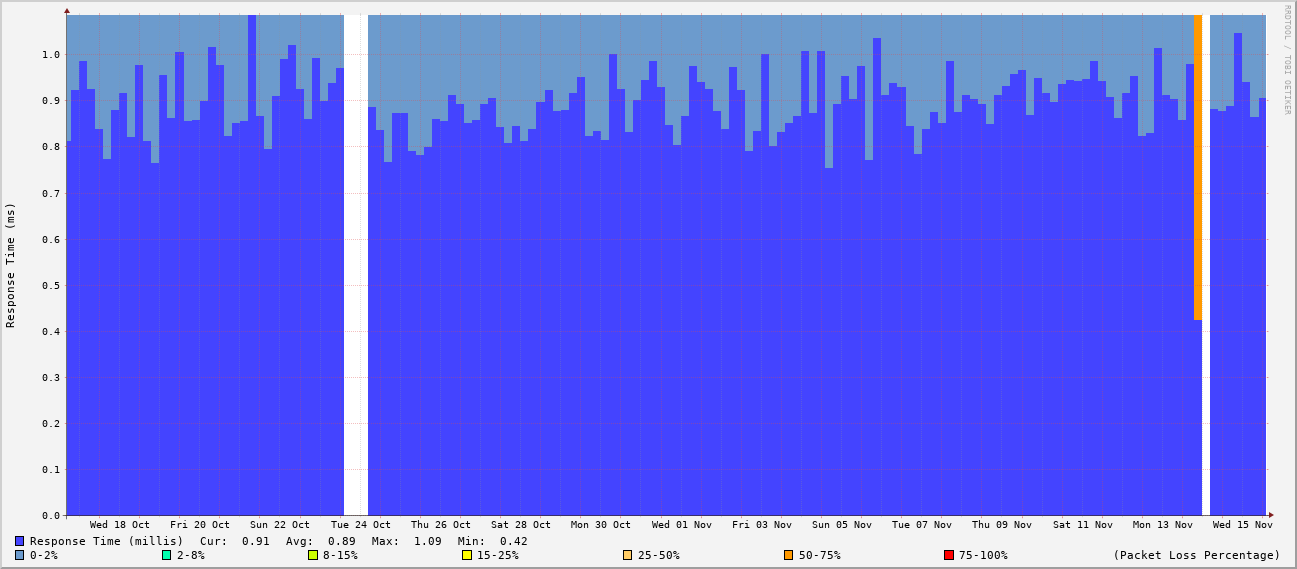 RRDTOOL / TOBI OETIKER
Response Time (ms)
1.0
0.9
0.8
0.7
0.6
0.5
0.4
0.3
0.2
0.1
0.0
Wed 18 Oct Fri 20 Oct Sun 22 Oct Tue 24 Oct Thu 26 Oct Sat 28 Oct Mon 30 Oct Wed 01 Nov Fri 03 Nov Sun 05 Nov Tue 07 Nov Thu 09 Nov Sat 11 Nov Mon 13 Nov Wed 15 Nov
Response Time (millis) Cur: 0.91 Avg: 0.89 Max: 1.09 Min: 0.42
0-2% 2-8% 8-15% 15-25% 25-50% 50-75% 75-100% (Packet Loss Percentage)